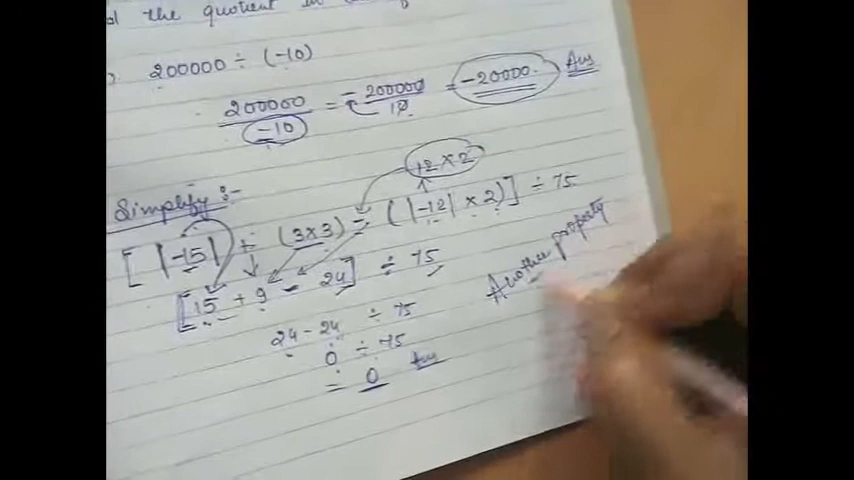 the quotient in
200000 ÷ (-10)
200000 / -10 = - 200000 / 10 = -20000. Ans
Simplify :-
+12 × 2
[ |-15| + (3×3) - ( |-12| × 2) ] ÷ 75
[15 + 9 - 24] ÷ 75
Another property
24 - 24 ÷ 75
0 ÷ 75
= 0 Ans